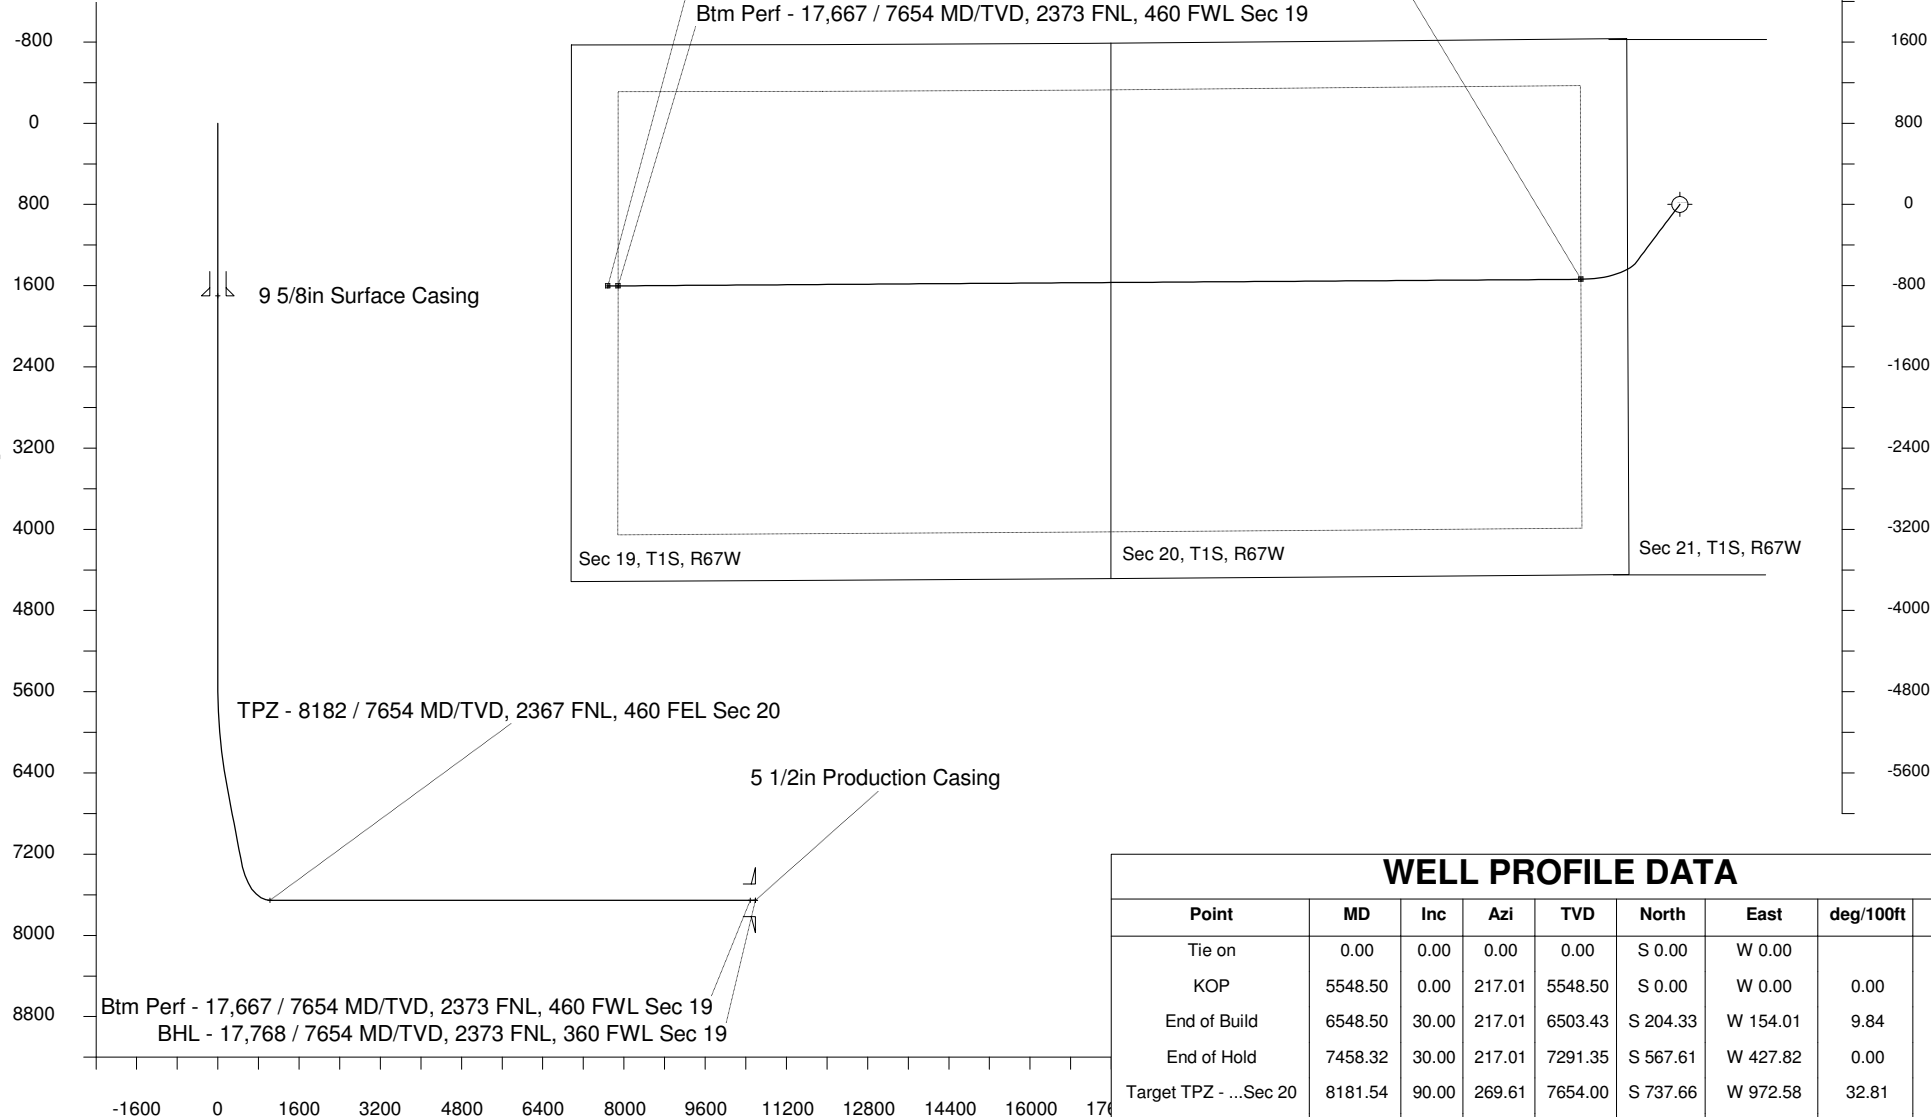 Btm Perf - 17,667 / 7654 MD/TVD, 2373 FNL, 460 FWL Sec 19
-800
0
800
1600
2400
3200
4000
4800
5600
6400
7200
8000
8800
9 5/8in Surface Casing
Sec 19, T1S, R67W
Sec 20, T1S, R67W
Sec 21, T1S, R67W
1600
800
0
-800
-1600
-2400
-3200
-4000
-4800
-5600
TPZ - 8182 / 7654 MD/TVD, 2367 FNL, 460 FEL Sec 20
5 1/2in Production Casing
Btm Perf - 17,667 / 7654 MD/TVD, 2373 FNL, 460 FWL Sec 19
BHL - 17,768 / 7654 MD/TVD, 2373 FNL, 360 FWL Sec 19
-1600 0 1600 3200 4800 6400 8000 9600 11200 12800 14400 16000
WELL PROFILE DATA
Point MD Inc Azi TVD North East deg/100ft
Tie on 0.00 0.00 0.00 0.00 S 0.00 W 0.00
KOP 5548.50 0.00 217.01 5548.50 S 0.00 W 0.00 0.00
End of Build 6548.50 30.00 217.01 6503.43 S 204.33 W 154.01 9.84
End of Hold 7458.32 30.00 217.01 7291.35 S 567.61 W 427.82 0.00
Target TPZ - ...Sec 20 8181.54 90.00 269.61 7654.00 S 737.66 W 972.58 32.81